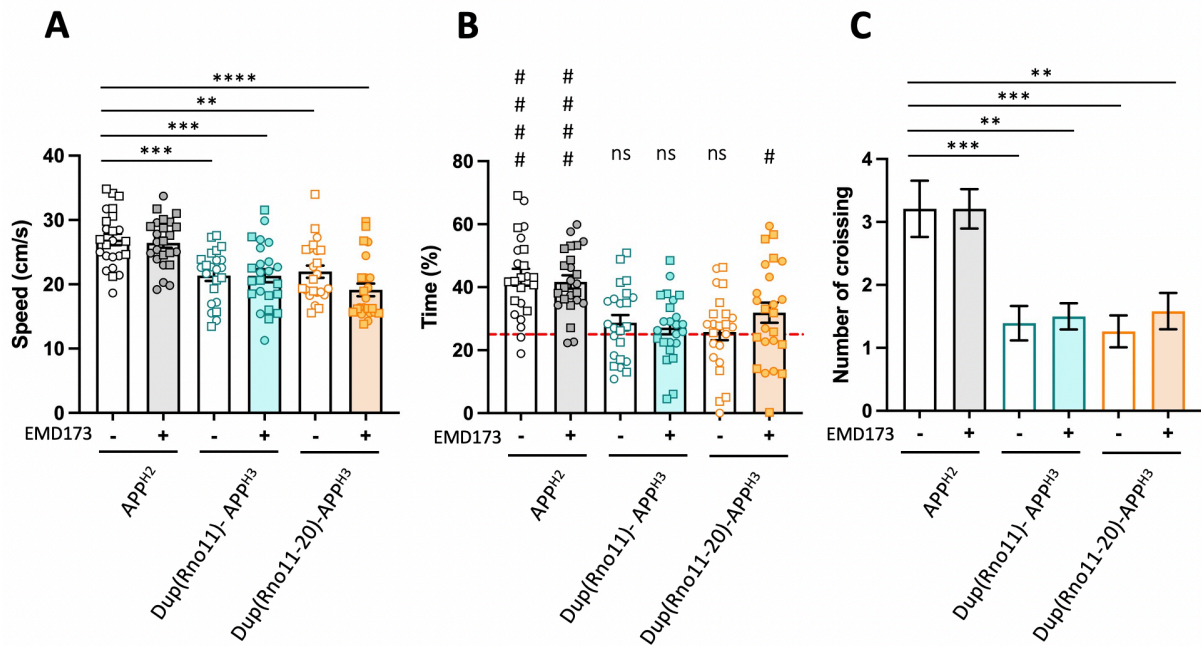 A
****
**
***
***
Speed (cm/s)
40
30
20
10
0
EMD173
- + - + - +
APPᴴ²
Dup(Rno11)- APPᴴ³
Dup(Rno11-20)-APPᴴ³
B
# #
# #
# #
# # ns ns ns #
Time (%)
80
60
40
20
0
EMD173
- + - + - +
APPᴴ²
Dup(Rno11)- APPᴴ³
Dup(Rno11-20)-APPᴴ³
C
**
***
**
***
Number of croissing
4
3
2
1
0
EMD173
- + - + - +
APPᴴ²
Dup(Rno11)- APPᴴ³
Dup(Rno11-20)-APPᴴ³